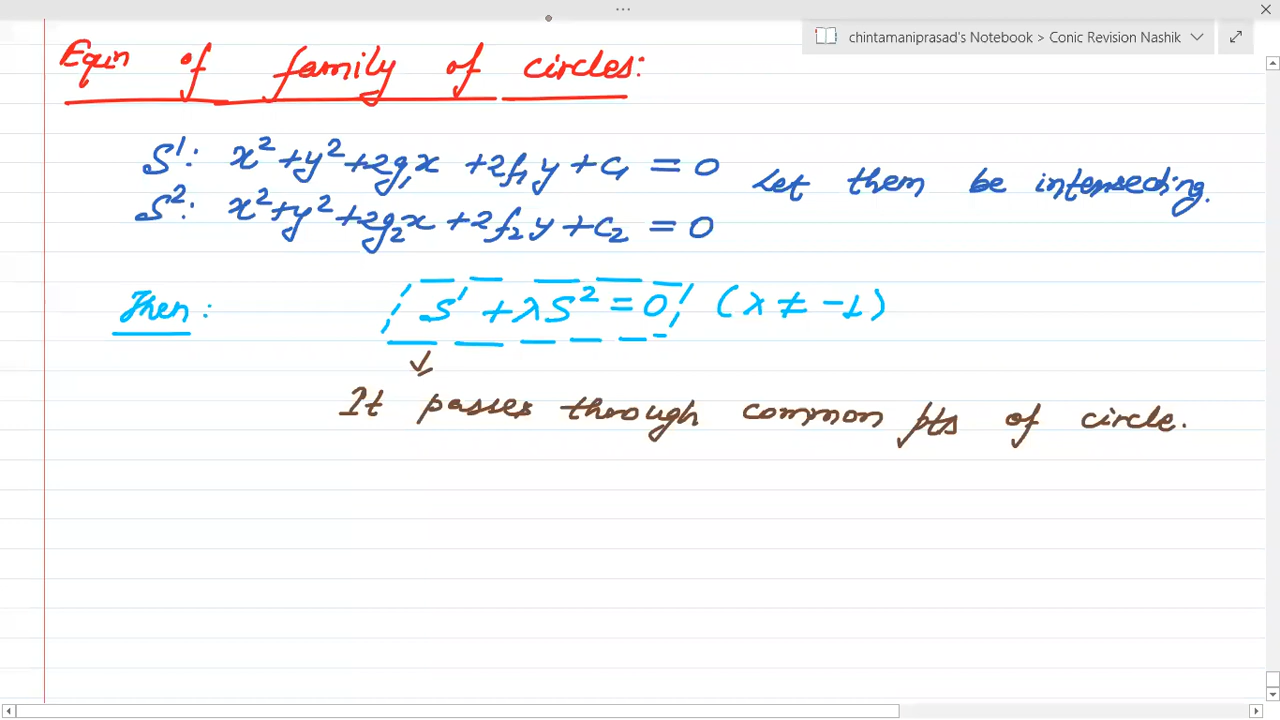 ...
chintamaniprasad's Notebook > Conic Revision Nashik
Equn of family of circles:
S¹: x² + y² + 2g₁x + 2f₁y + c₁ = 0
Let them be intersecting.
S²: x² + y² + 2g₂x + 2f₂y + c₂ = 0
Then: S¹ + λS² = 0 (λ ≠ -1)
It passes through common pts of circle.